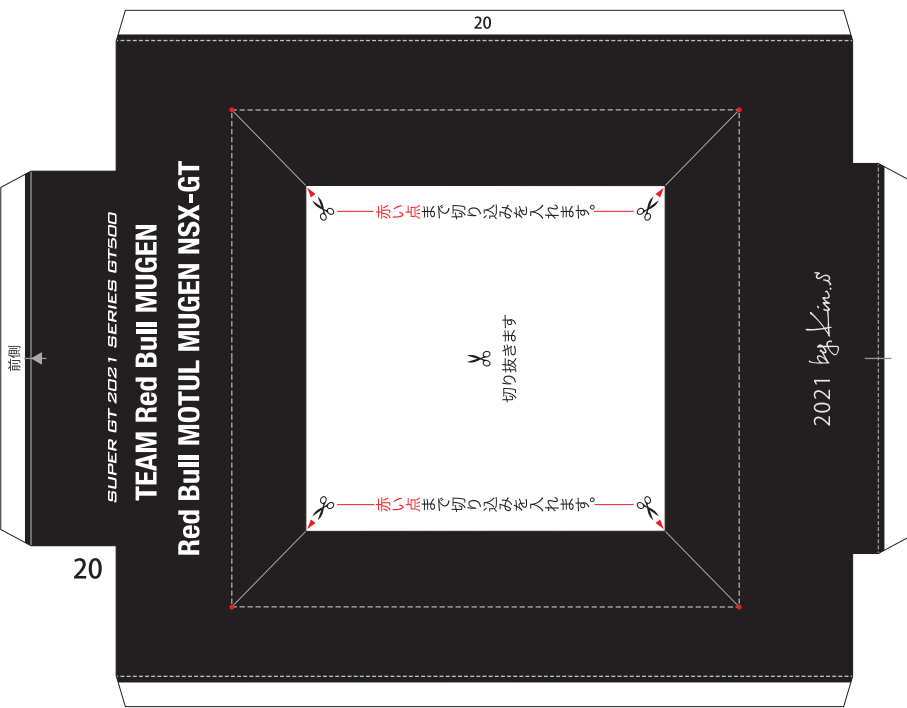 20
前側
SUPER GT 2021 SERIES GT500
TEAM Red Bull MUGEN
Red Bull MOTUL MUGEN NSX-GT
赤い点まで切り込みを入れます。
切り抜きます
赤い点まで切り込みを入れます。
2021 by Kin.s
20